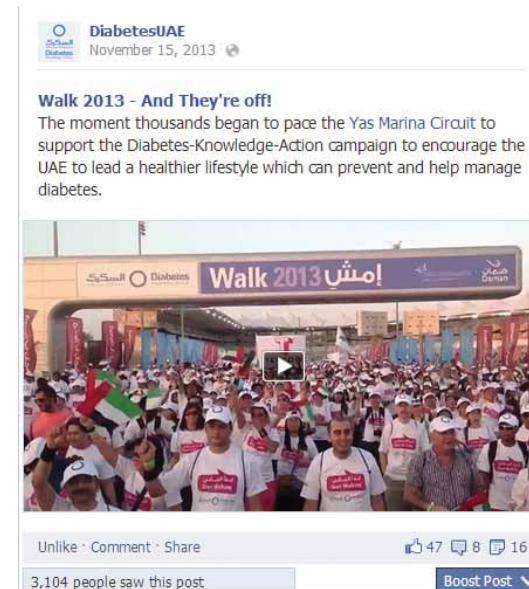 DiabetesUAE
November 15, 2013
Walk 2013 - And They're off!
The moment thousands began to pace the Yas Marina Circuit to
support the Diabetes-Knowledge-Action campaign to encourage the
UAE to lead a healthier lifestyle which can prevent and help manage
diabetes.
السكري Diabetes Walk 2013 إمش ضمان Daman
Unlike · Comment · Share 47 8 16
3,104 people saw this post Boost Post